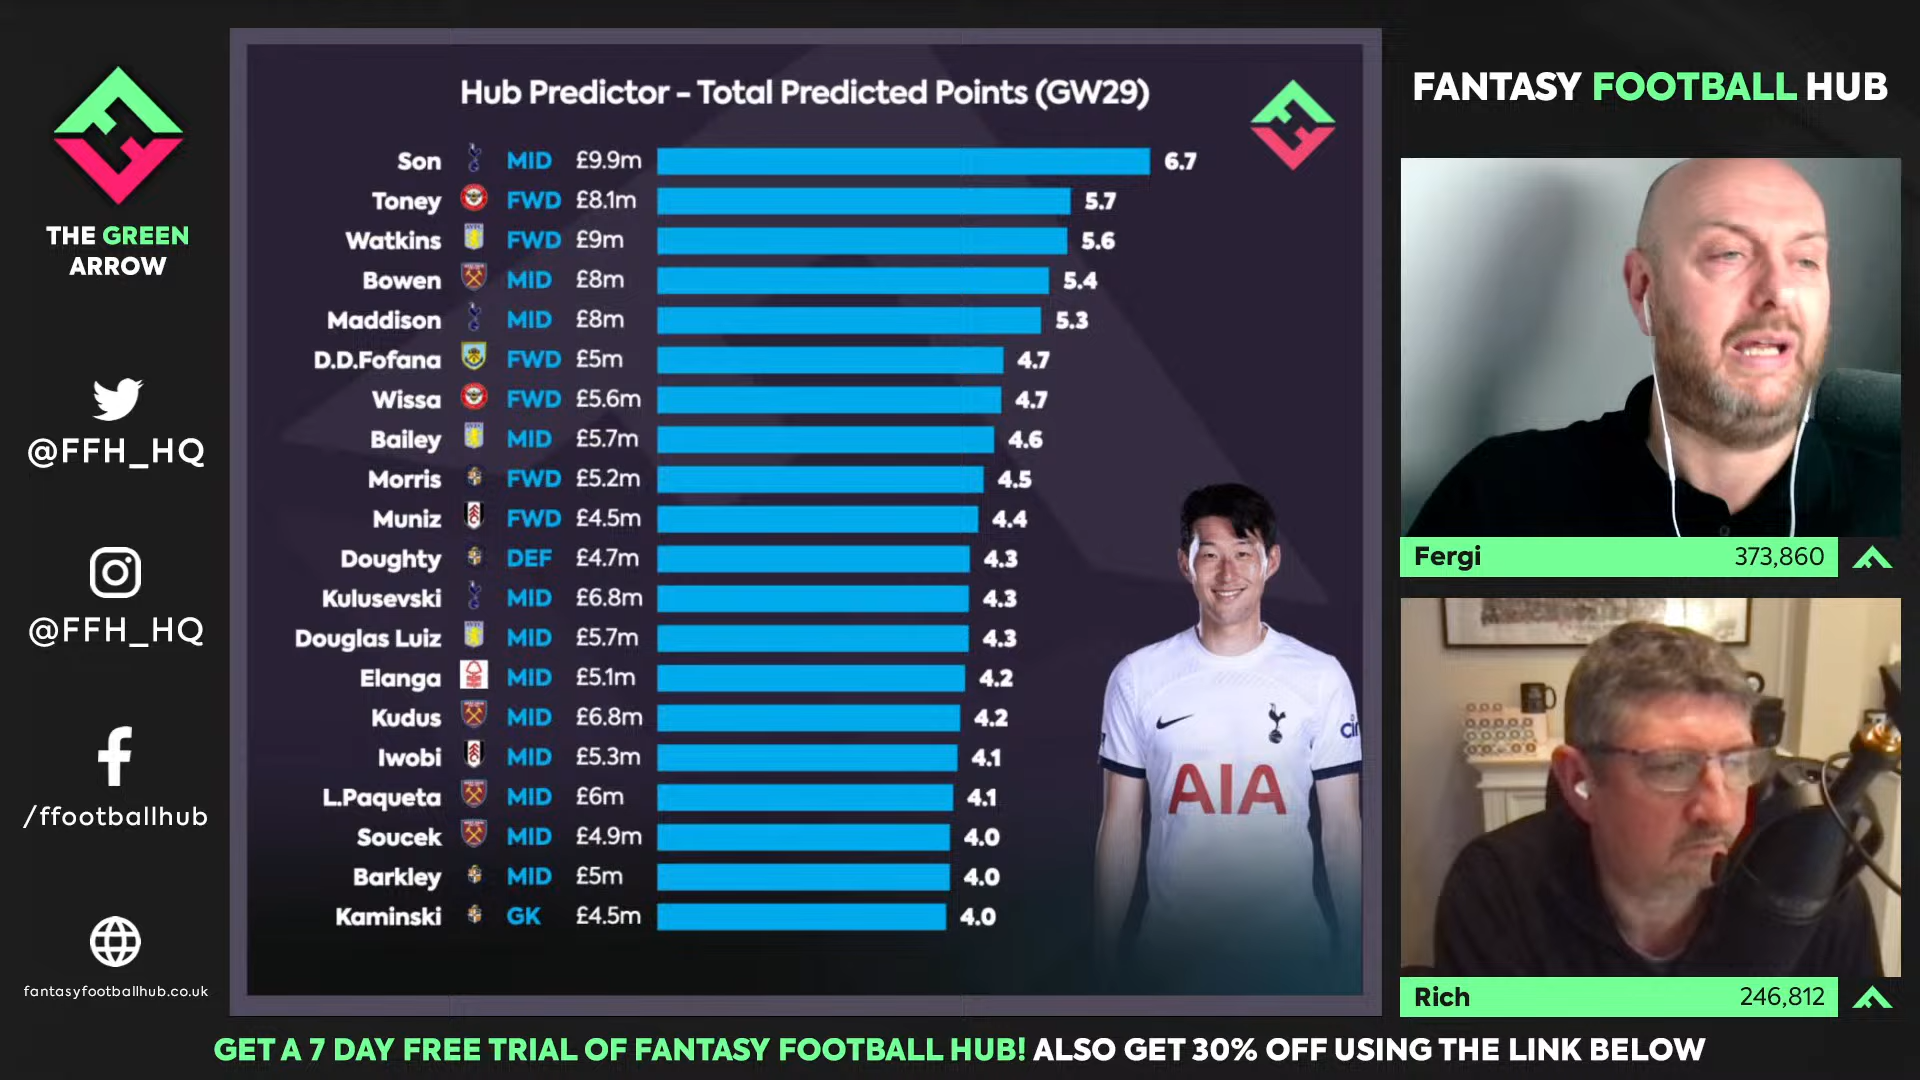 THE GREEN
ARROW
@FFH_HQ
@FFH_HQ
/ffootballhub
fantasyfootballhub.co.uk
Hub Predictor - Total Predicted Points (GW29)
Son MID £9.9m 6.7
Toney FWD £8.1m 5.7
Watkins FWD £9m 5.6
Bowen MID £8m 5.4
Maddison MID £8m 5.3
D.D.Fofana FWD £5m 4.7
Wissa FWD £5.6m 4.7
Bailey MID £5.7m 4.6
Morris FWD £5.2m 4.5
Muniz FWD £4.5m 4.4
Doughty DEF £4.7m 4.3
Kulusevski MID £6.8m 4.3
Douglas Luiz MID £5.7m 4.3
Elanga MID £5.1m 4.2
Kudus MID £6.8m 4.2
Iwobi MID £5.3m 4.1
L.Paqueta MID £6m 4.1
Soucek MID £4.9m 4.0
Barkley MID £5m 4.0
Kaminski GK £4.5m 4.0
AIA
FANTASY FOOTBALL HUB
Fergi 373,860
Rich 246,812
GET A 7 DAY FREE TRIAL OF FANTASY FOOTBALL HUB! ALSO GET 30% OFF USING THE LINK BELOW